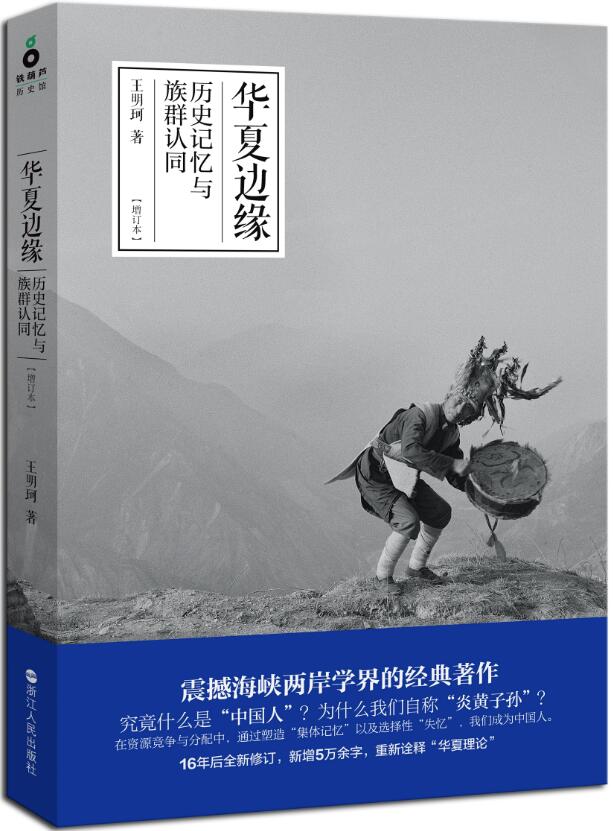 铁葫芦
历史馆
华夏边缘
历史记忆与
族群认同
【增订本】
王明珂 著
浙江人民出版社
华夏边缘
历史记忆与
族群认同
【增订本】
王明珂 著
震撼海峡两岸学界的经典著作
究竟什么是“中国人”？为什么我们自称“炎黄子孙”？
在资源竞争与分配中，通过塑造“集体记忆”以及选择性“失忆”，我们成为中国人。
16年后全新修订，新增5万余字，重新诠释“华夏理论”